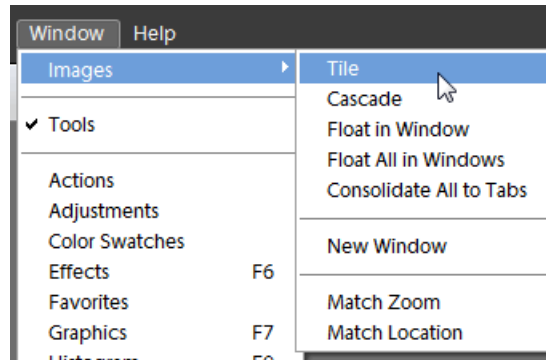 Window Help
Images
Tools
Actions
Adjustments
Color Swatches
Effects F6
Favorites
Graphics F7
Tile
Cascade
Float in Window
Float All in Windows
Consolidate All to Tabs
New Window
Match Zoom
Match Location